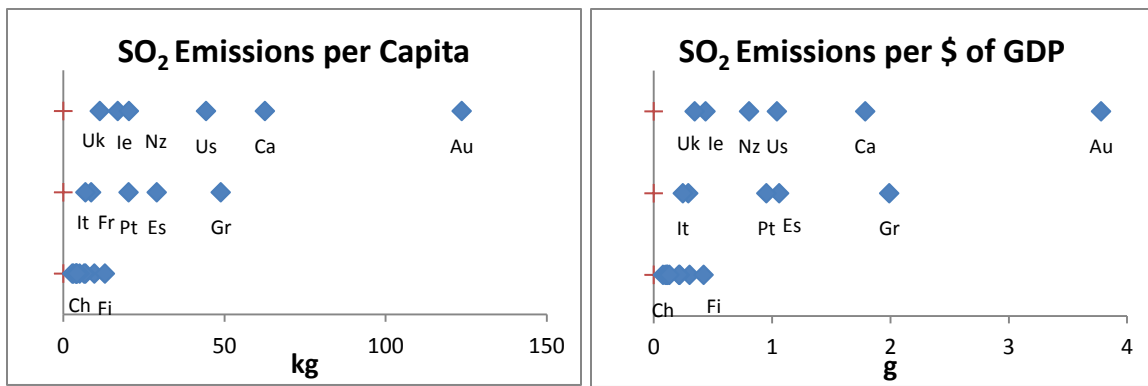 SO₂ Emissions per Capita
Uk Ie Nz Us Ca Au
It Fr Pt Es Gr
Ch Fi
0 50 100 150
kg
SO₂ Emissions per $ of GDP
Uk Ie Nz Us Ca Au
It Pt Es Gr
Ch Fi
0 1 2 3 4
g